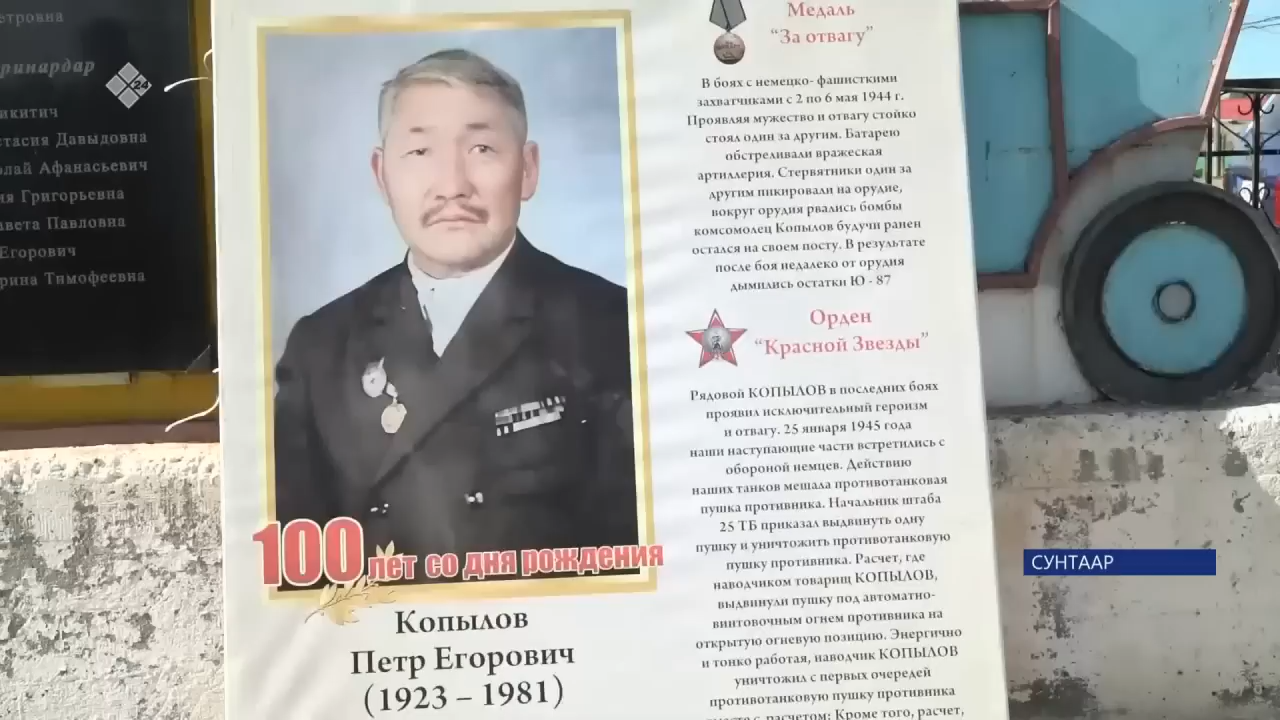 етровна
ринардар
икитич
стасия Давыдовна
олай Афанасьевич
ия Григорьевна
авета Павловна
Егорович
рина Тимофеевна
X24
100 лет со дня рождения
Копылов
Петр Егорович
(1923 – 1981)
Медаль
“За отвагу”
В боях с немецко- фашисткими
захватчиками с 2 по 6 мая 1944 г.
Проявляя мужество и отвагу стойко
стоял один за другим. Батарею
обстреливали вражеская
артиллерия. Стервятники один за
другим пикировали на орудие,
вокруг орудия рвались бомбы
комсомолец Копылов будучи ранен
остался на своем посту. В результате
после боя недалеко от орудия
дымились остатки Ю - 87
Орден
“Красной Звезды”
Рядовой КОПЫЛОВ в последних боях
проявил исключительный героизм
и отвагу. 25 января 1945 года
наши наступающие части встретились с
обороной немцев. Действию
наших танков мешала противотанковая
пушка противника. Начальник штаба
25 ТБ приказал выдвинуть одну
пушку и уничтожить противотанковую
пушку противника. Расчет, где
наводчиком товарищ КОПЫЛОВ,
выдвинули пушку под автоматно-
винтовочным огнем противника на
открытую огневую позицию. Энергично
и тонко работая, наводчик КОПЫЛОВ
уничтожил с первых очередей
противотанковую пушку противника
вместе с расчетом: Кроме того, расчет,
СУНТААР